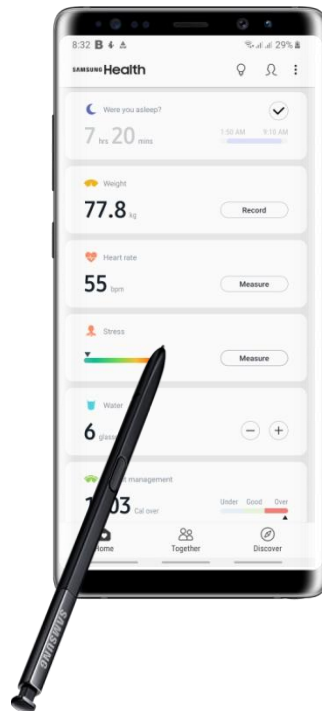 8:32 B 29%
SAMSUNG Health
Were you asleep?
7 hrs 20 mins
1:50 AM 9:10 AM
Weight
77.8 kg
Record
Heart rate
55 bpm
Measure
Stress
Measure
Water
6
management
03 Cal over
Under Good Over
Home Together Discover
SAMSUNG